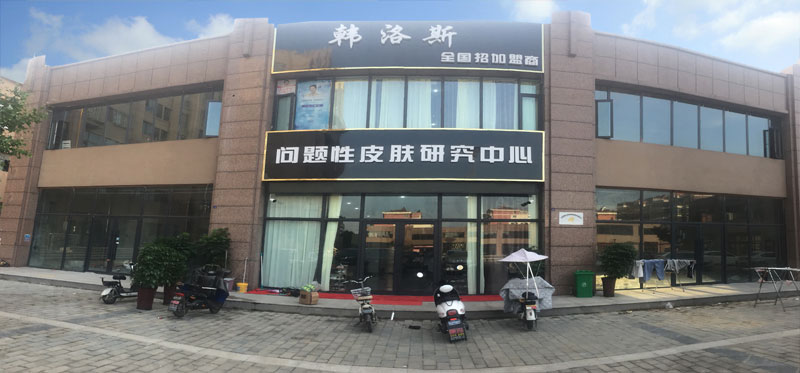 韩洛斯
全国招加盟商
问题性皮肤研究中心